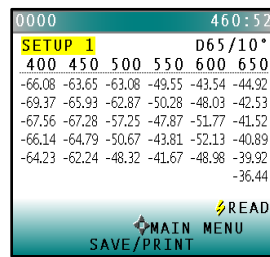 0000 460:52
SETUP 1 D65/10°
400 450 500 550 600 650
-66.08 -63.65 -63.08 -49.55 -43.54 -44.92
-69.37 -65.93 -62.87 -50.28 -48.03 -42.53
-67.56 -67.28 -57.25 -47.87 -51.77 -41.52
-66.14 -64.79 -50.67 -43.81 -52.13 -40.89
-64.23 -62.24 -48.32 -41.67 -48.98 -39.92
-36.44
READ
MAIN MENU
SAVE/PRINT